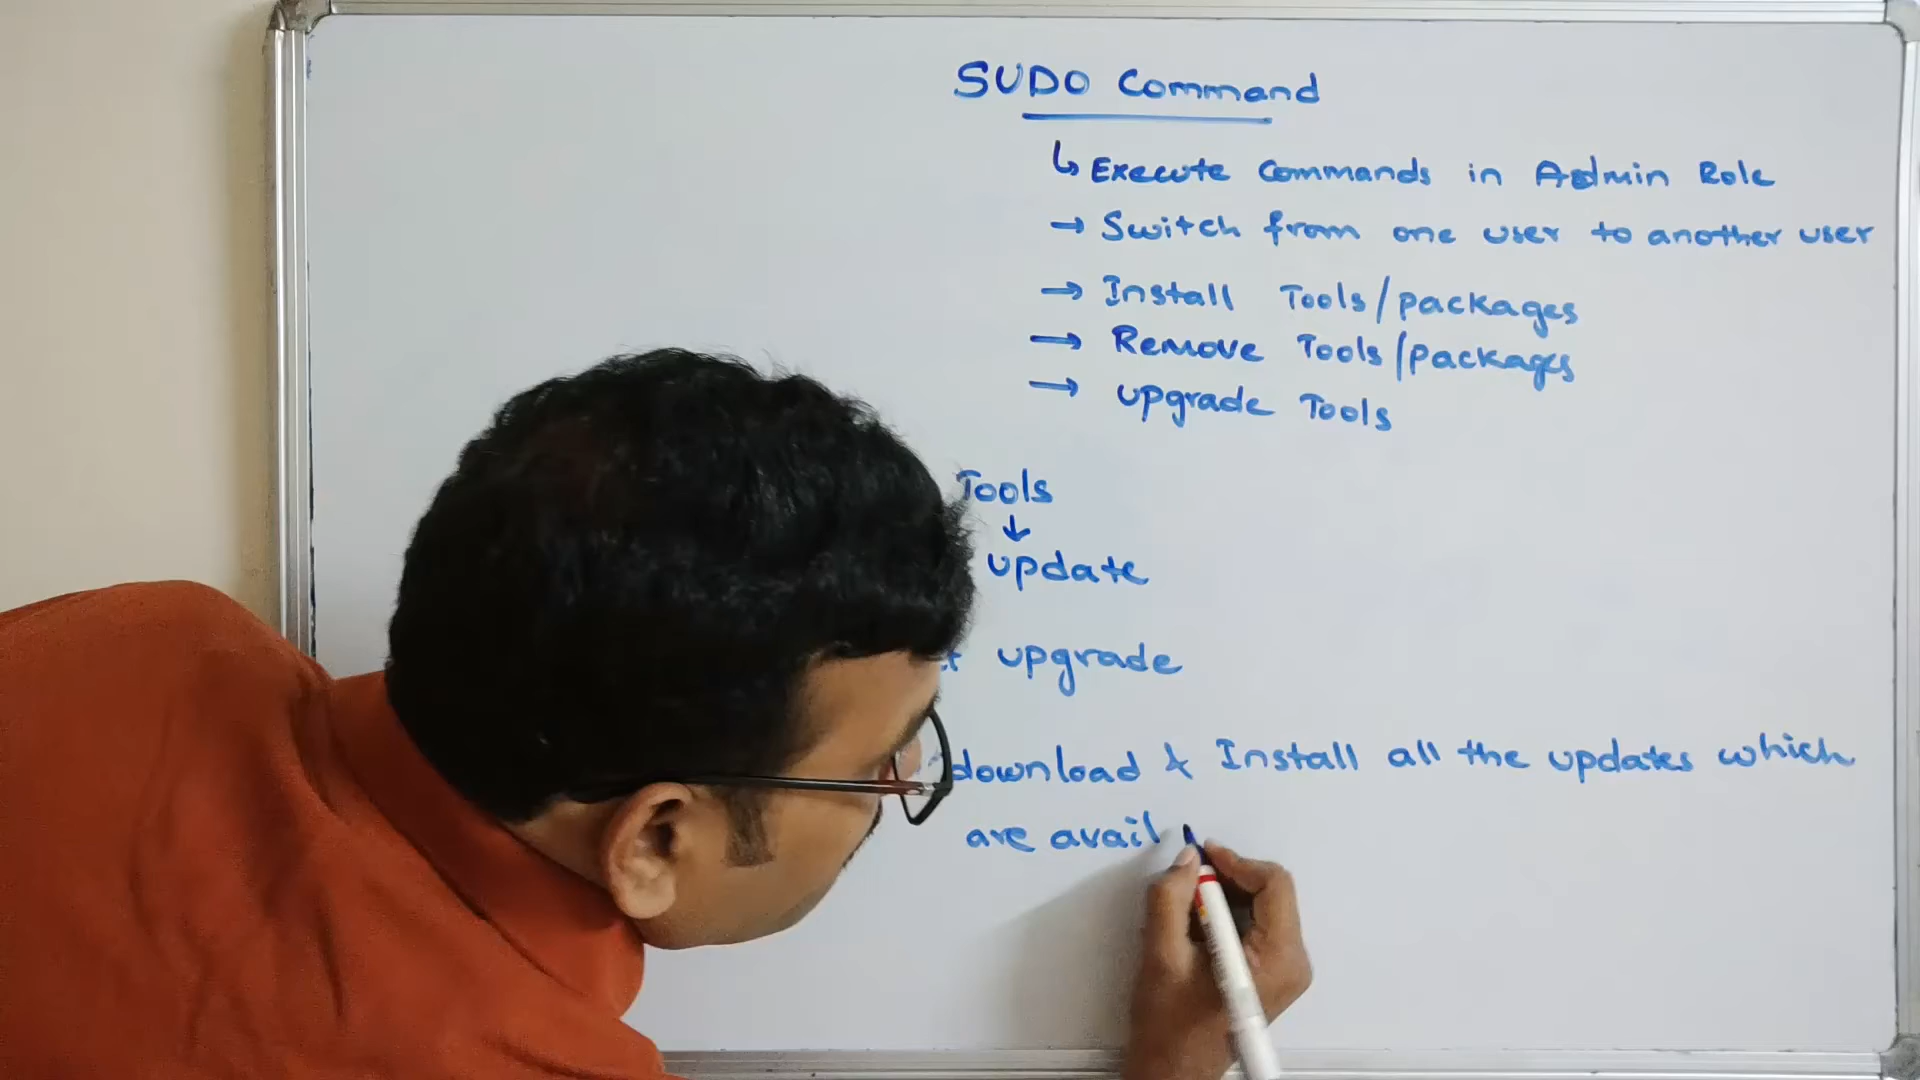 SUDO Command
↳ Execute Commands in Admin Role
→ Switch from one user to another user
→ Install Tools/packages
→ Remove Tools/packages
→ upgrade Tools
Tools
↓
update
upgrade
download & Install all the updates which
are avail